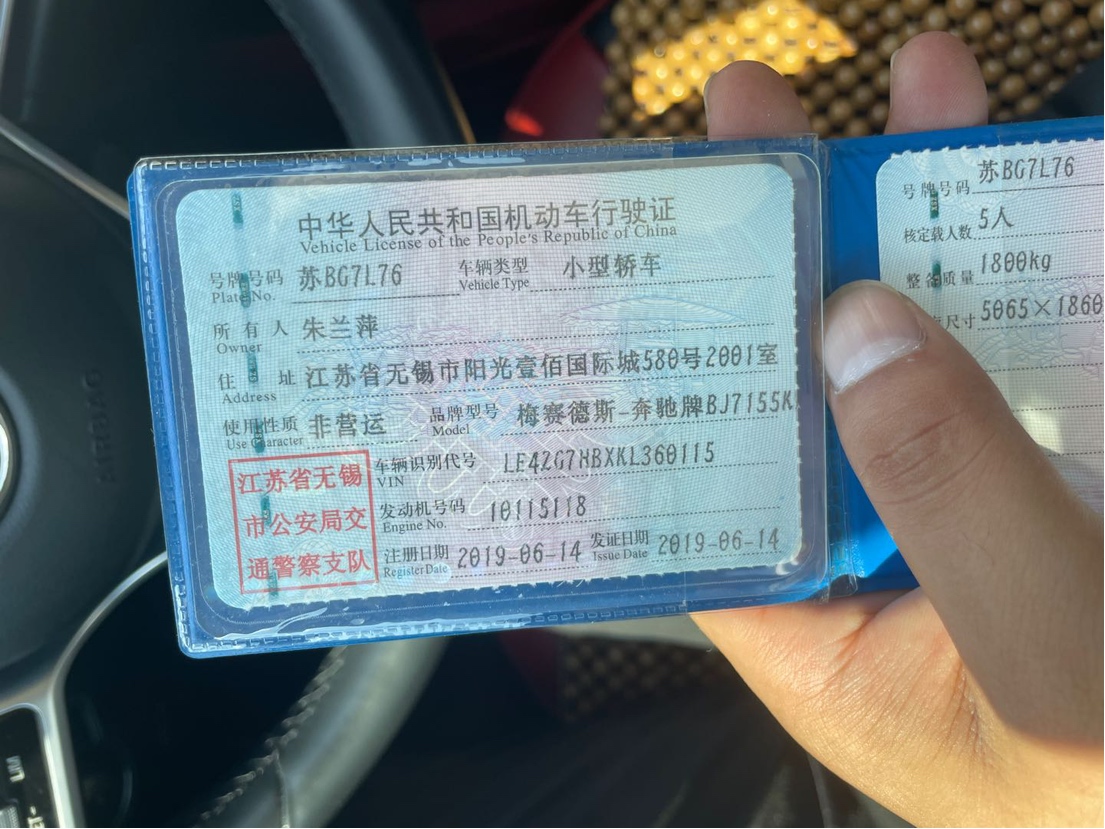 中华人民共和国机动车行驶证
Vehicle License of the People's Republic of China
号牌号码 苏BG7L76 车辆类型 小型轿车
Plate No. Vehicle Type
所有人 朱兰萍
Owner
住址 江苏省无锡市阳光壹佰国际城580号2001室
Address
使用性质 非营运 品牌型号 梅赛德斯-奔驰牌BJ7155K
Use Character Model
江苏省无锡
市公安局交
通警察支队
车辆识别代号 LE42G7HBXKL360115
VIN
发动机号码 10115118
Engine No.
注册日期 2019-06-14 发证日期 2019-06-14
Register Date Issue Date
号牌号码 苏BG7L76
核定载人数 5人
整备质量 1800kg
尺寸 5065×1860
AIRBAG